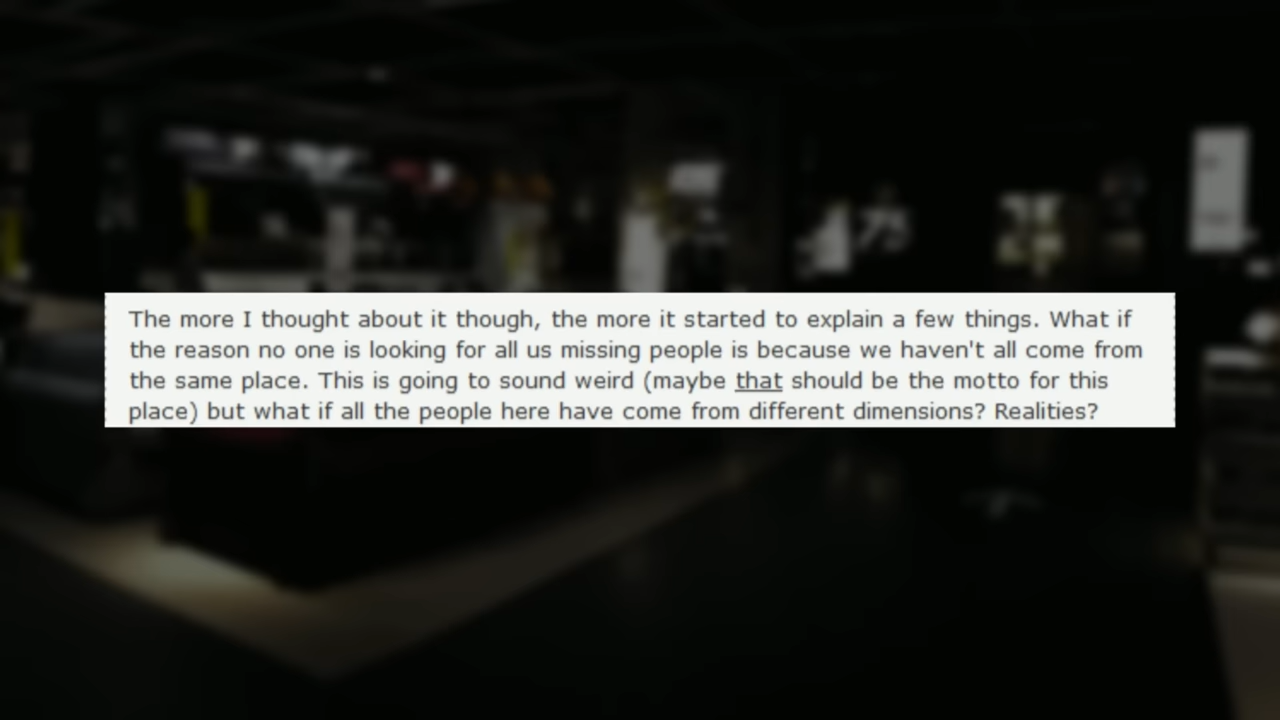 The more I thought about it though, the more it started to explain a few things. What if
the reason no one is looking for all us missing people is because we haven't all come from
the same place. This is going to sound weird (maybe that should be the motto for this
place) but what if all the people here have come from different dimensions? Realities?